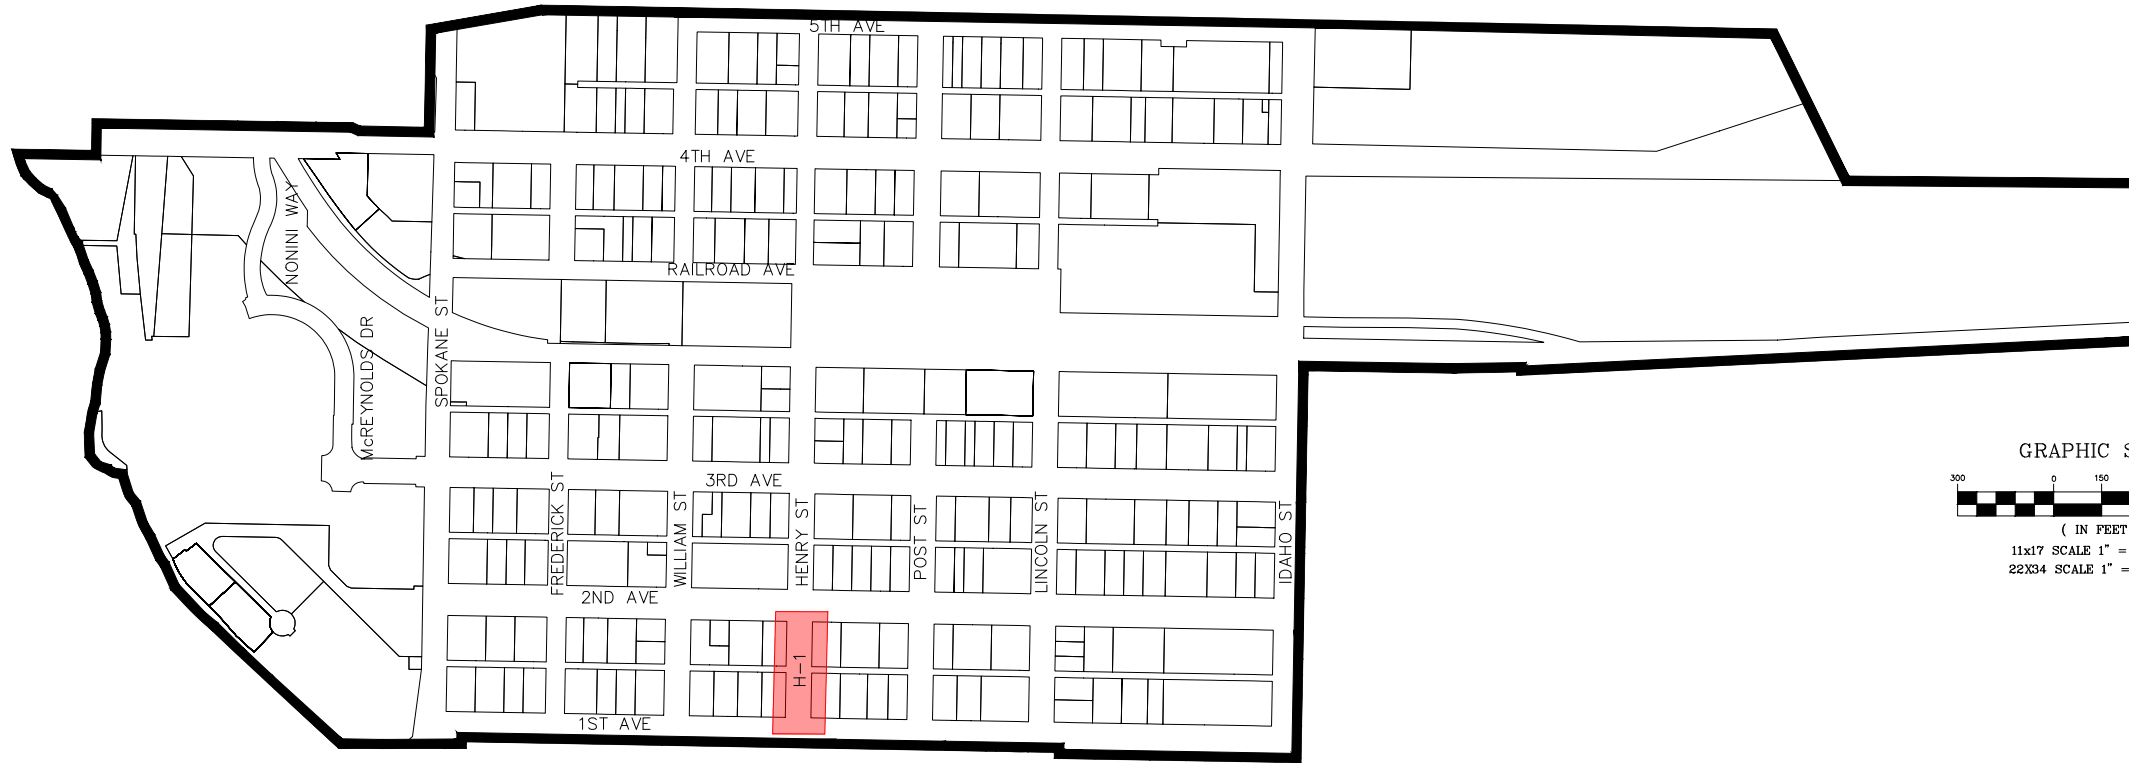 5TH AVE
4TH AVE
NONINI WAY
RAILROAD AVE
SPOKANE ST
McREYNOLDS DR
GRAPHIC S
300 0 150
( IN FEET
11x17 SCALE 1" =
22X34 SCALE 1" =
3RD AVE
FREDERICK ST
WILLIAM ST
HENRY ST
POST ST
LINCOLN ST
IDAHO ST
2ND AVE
H-1
1ST AVE